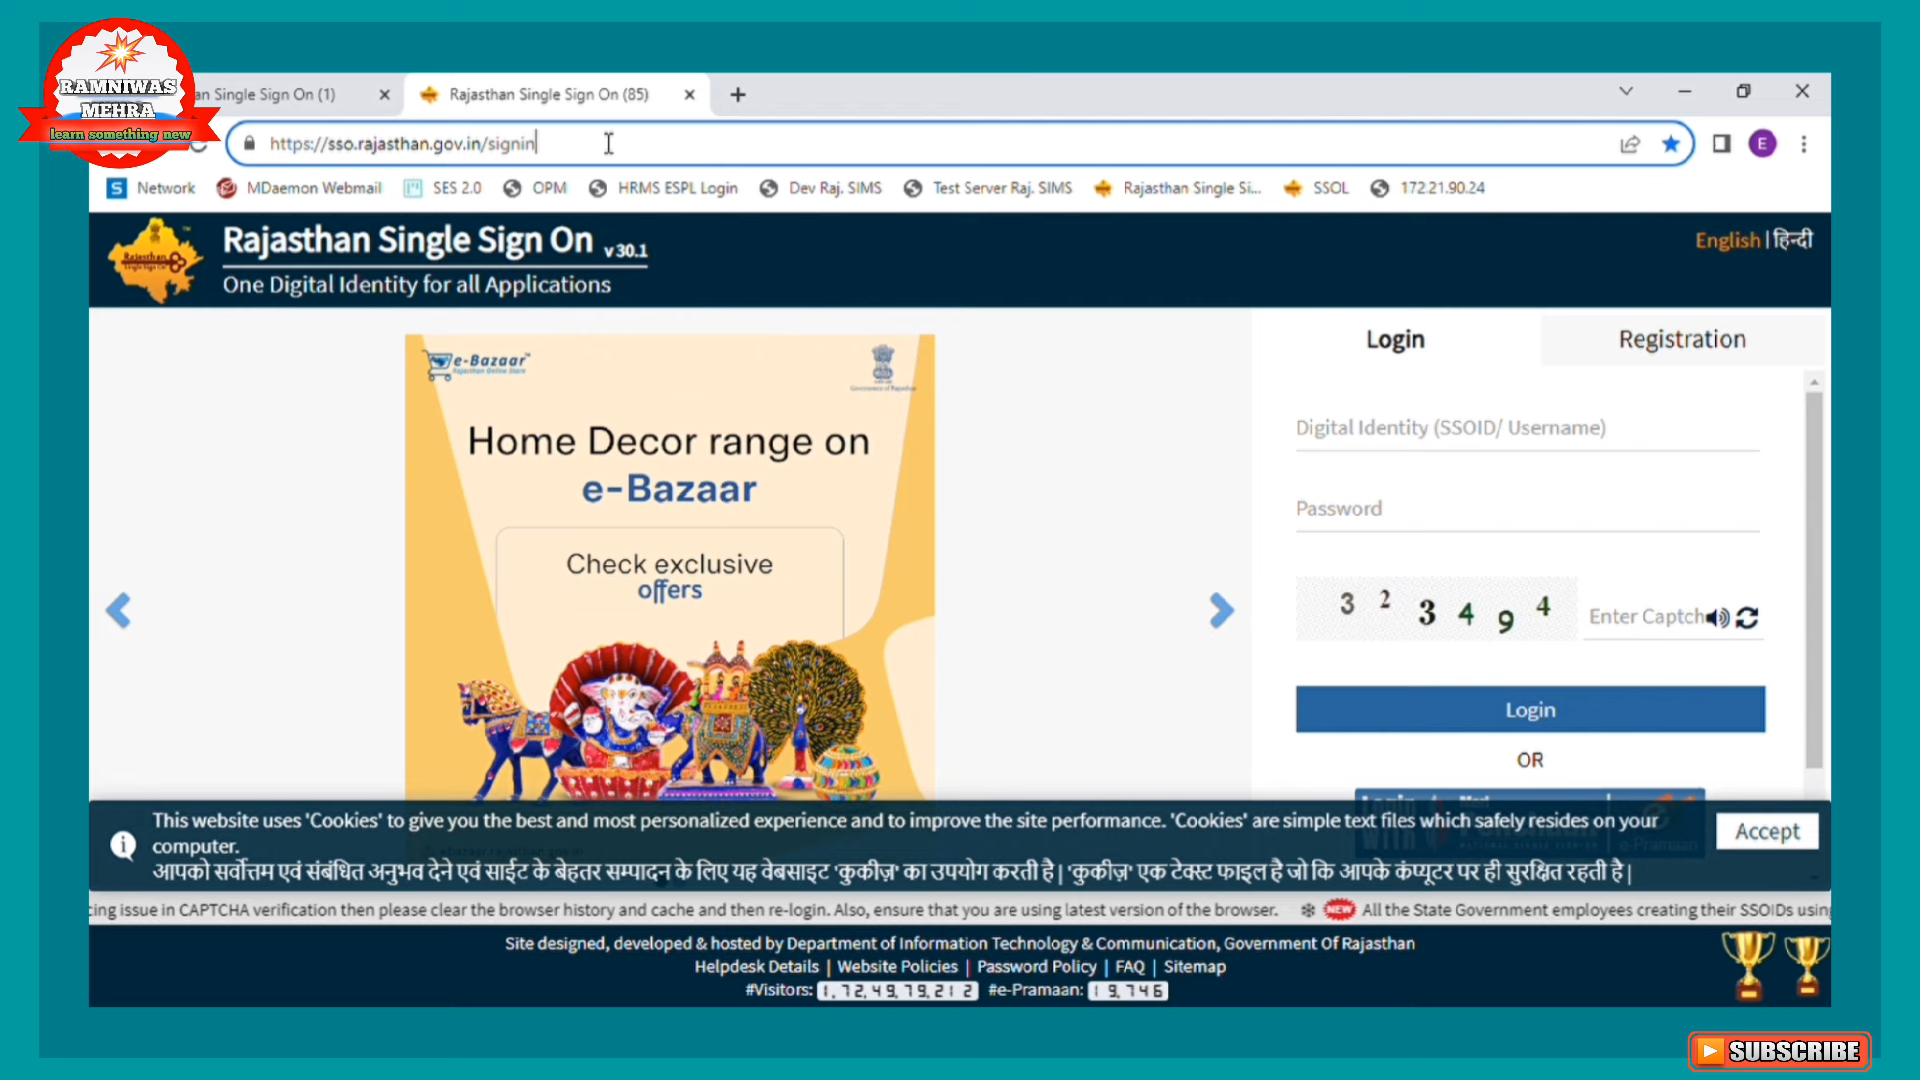 RAMNIWAS
MEHRA
learn something new
an Single Sign On (1)
Rajasthan Single Sign On (85)
https://sso.rajasthan.gov.in/signin
E
S Network
MDaemon Webmail
SES 2.0
OPM
HRMS ESPL Login
Dev Raj. SIMS
Test Server Raj. SIMS
Rajasthan Single Si...
SSOL
172.21.90.24
Rajasthan Single Sign On v 30.1
One Digital Identity for all Applications
English | हिन्दी
e-Bazaar
Rajasthan Online Store
Home Decor range on
e-Bazaar
Check exclusive
offers
Login
Registration
Digital Identity (SSOID/ Username)
Password
3 2 3 4 9 4
Enter Captch
Login
OR
This website uses 'Cookies' to give you the best and most personalized experience and to improve the site performance. 'Cookies' are simple text files which safely resides on your
computer.
आपको सर्वोत्तम एवं संबंधित अनुभव देने एवं साईट के बेहतर सम्पादन के लिए यह वेबसाइट 'कुकीज़' का उपयोग करती है | 'कुकीज़' एक टेक्स्ट फाइल है जो कि आपके कंप्यूटर पर ही सुरक्षित रहती है |
Accept
cing issue in CAPTCHA verification then please clear the browser history and cache and then re-login. Also, ensure that you are using latest version of the browser. NEW All the State Government employees creating their SSOIDs using
Site designed, developed & hosted by Department of Information Technology & Communication, Government Of Rajasthan
Helpdesk Details | Website Policies | Password Policy | FAQ | Sitemap
#Visitors: 1,72,49,79,212 #e-Pramaan: 19,746
SUBSCRIBE